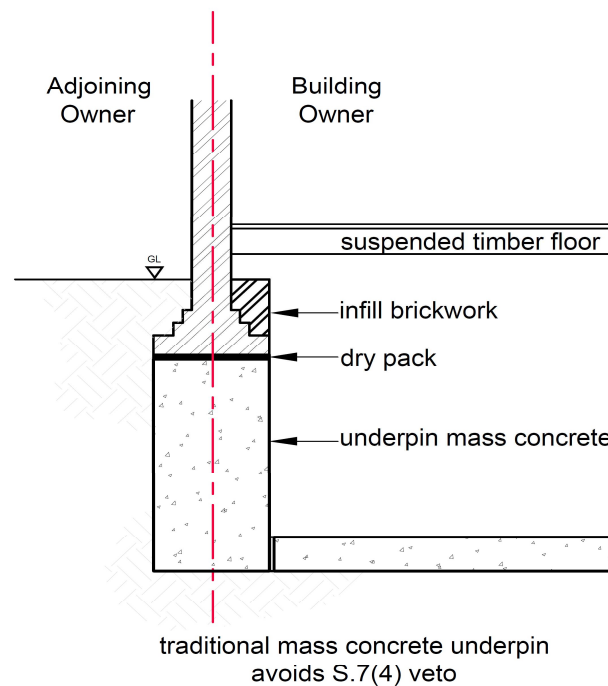 Adjoining
Owner
Building
Owner
suspended timber floor
GL
infill brickwork
dry pack
underpin mass concrete
traditional mass concrete underpin
avoids S.7(4) veto